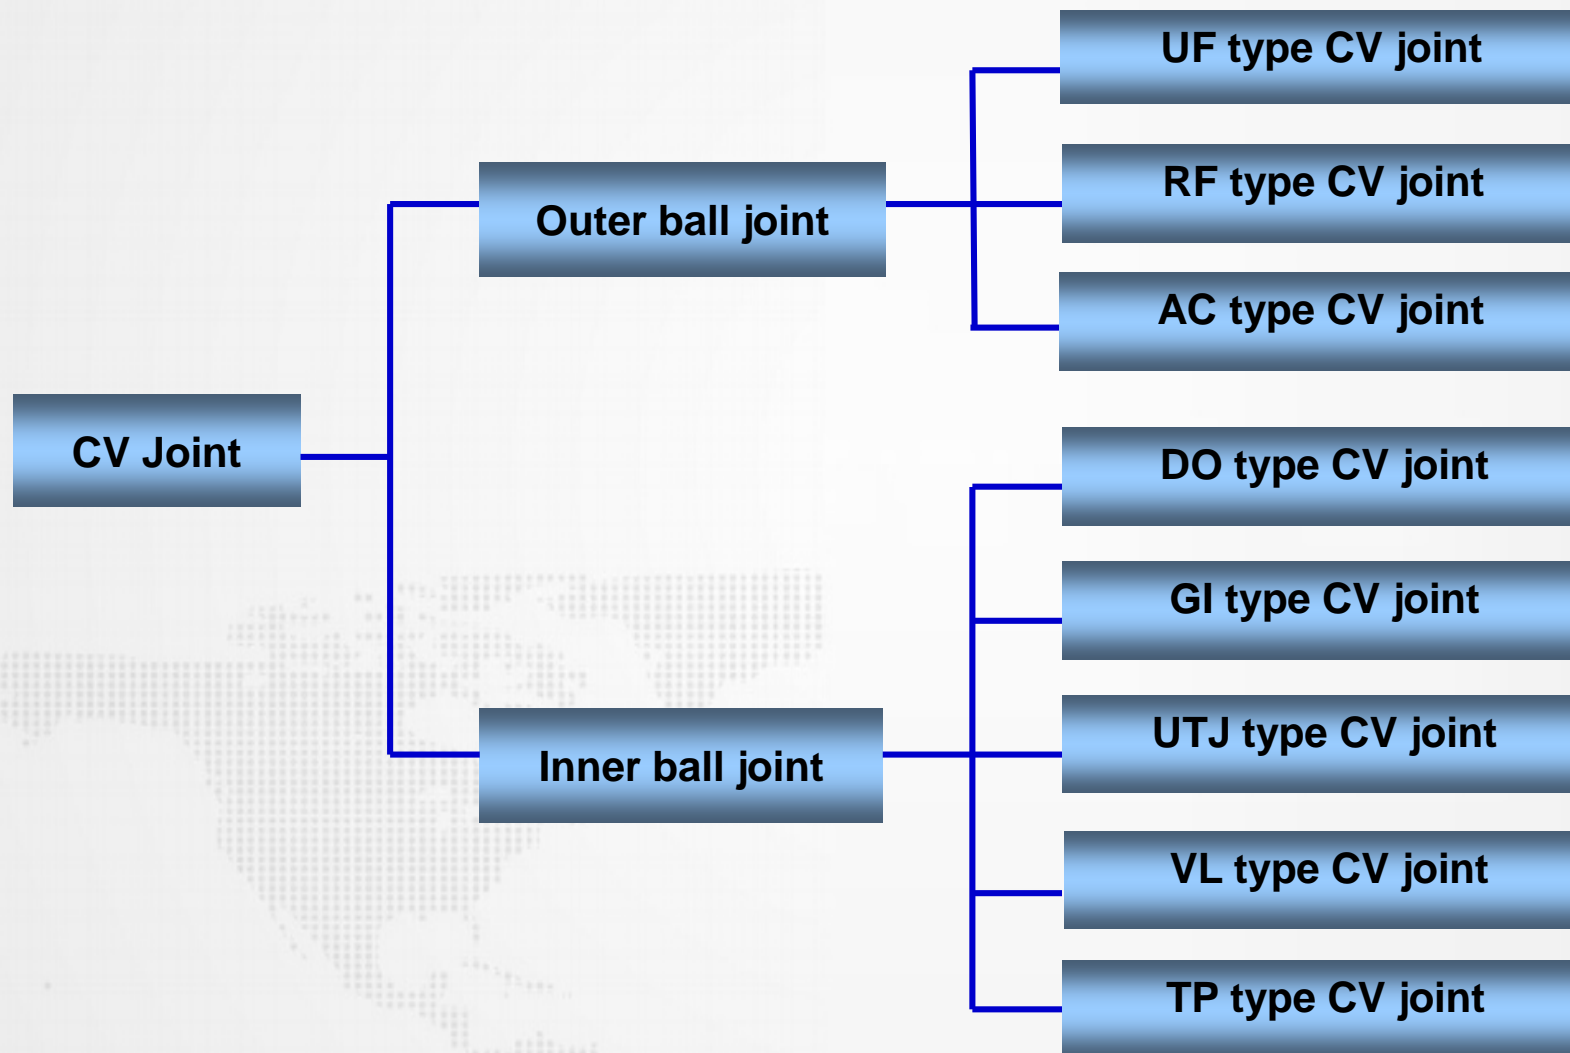 CV Joint
Outer ball joint
Inner ball joint
UF type CV joint
RF type CV joint
AC type CV joint
DO type CV joint
GI type CV joint
UTJ type CV joint
VL type CV joint
TP type CV joint